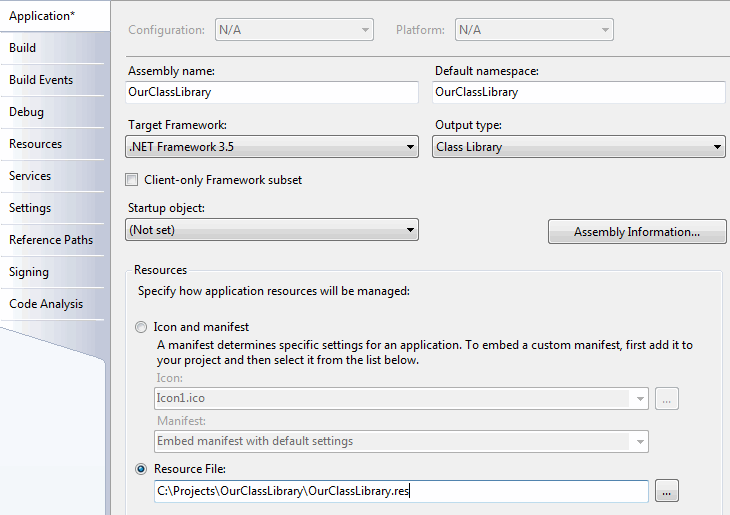 Application*
Build
Build Events
Debug
Resources
Services
Settings
Reference Paths
Signing
Code Analysis
Configuration: N/A Platform: N/A
Assembly name: Default namespace:
OurClassLibrary OurClassLibrary
Target Framework: Output type:
.NET Framework 3.5 Class Library
Client-only Framework subset
Startup object:
(Not set) Assembly Information...
Resources
Specify how application resources will be managed:
Icon and manifest
A manifest determines specific settings for an application. To embed a custom manifest, first add it to
your project and then select it from the list below.
Icon:
Icon1.ico ...
Manifest:
Embed manifest with default settings
Resource File:
C:\Projects\OurClassLibrary\OurClassLibrary.res ...